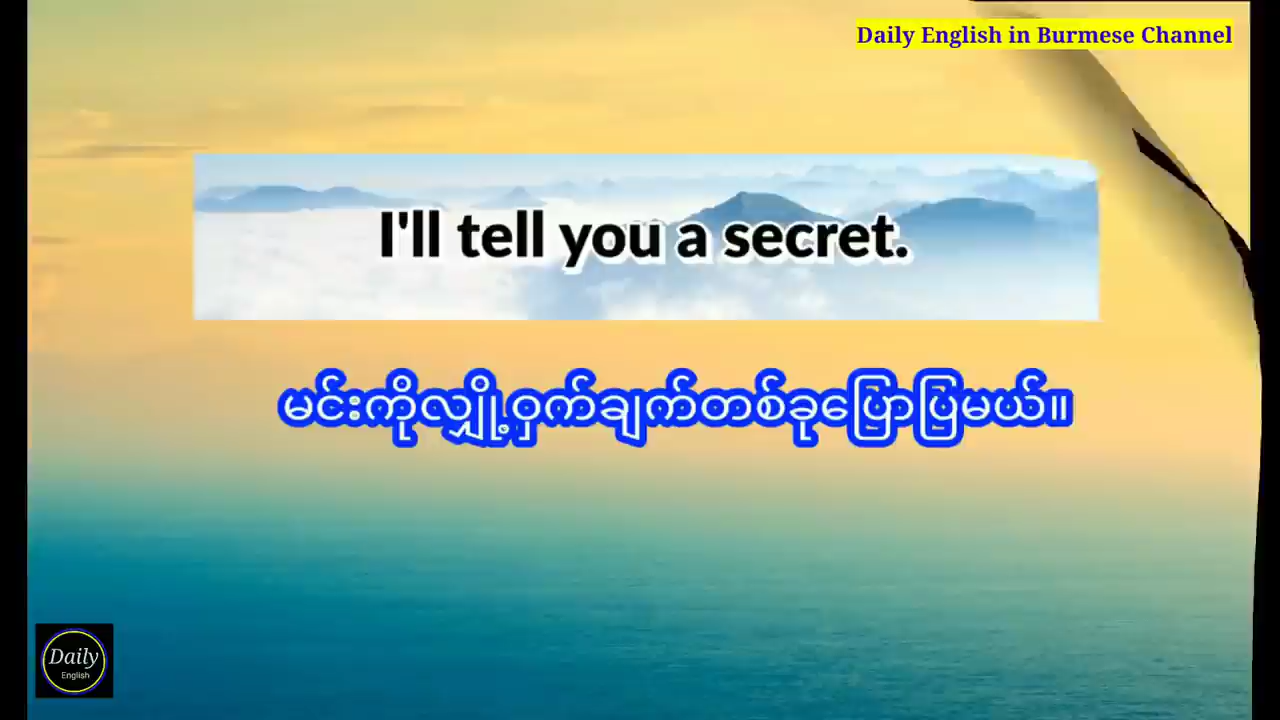 Daily English in Burmese Channel
I'll tell you a secret.
မင်းကိုလျှို့ဝှက်ချက်တစ်ခုပြောပြမယ်။
Daily
English